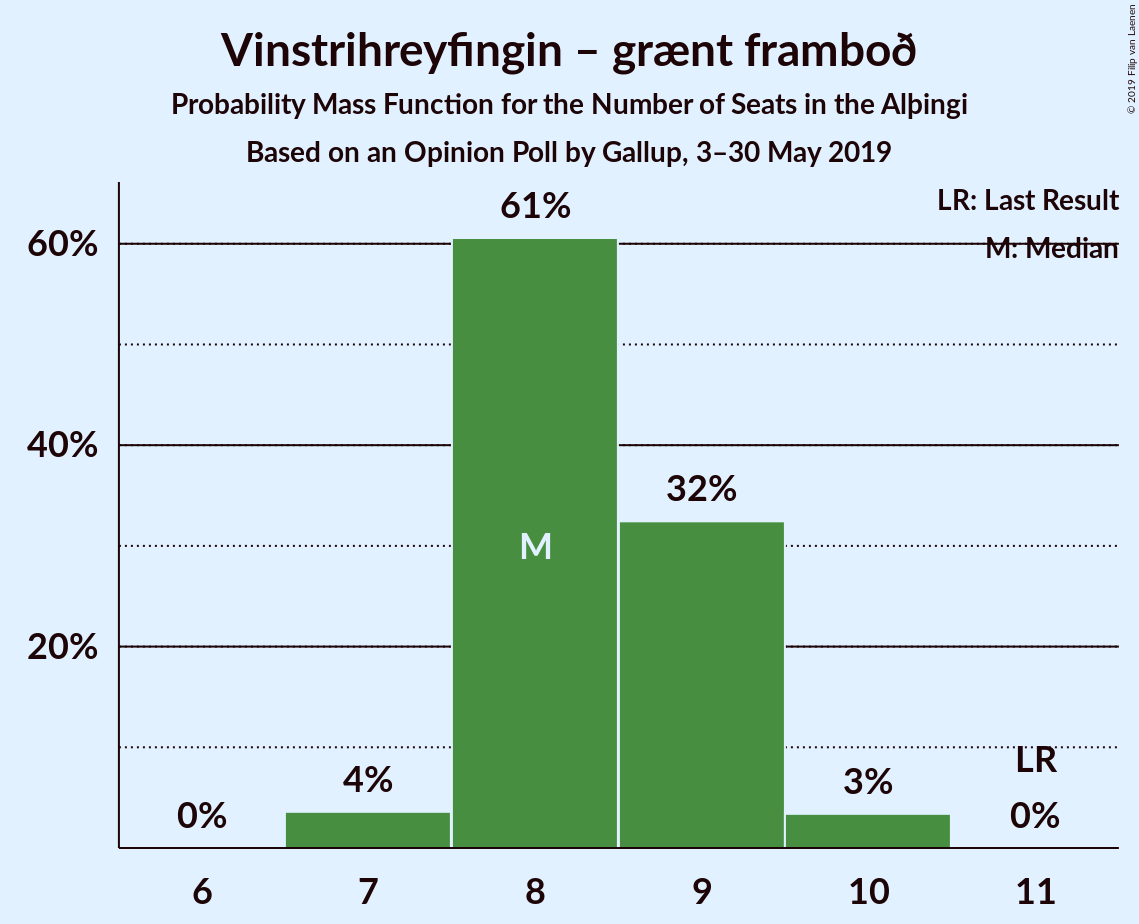 Vinstrihreyfingin – grænt framboð
Probability Mass Function for the Number of Seats in the Alþingi
Based on an Opinion Poll by Gallup, 3–30 May 2019
© 2019 Filip van Laenen
LR: Last Result
M: Median
60%
40%
20%
0%
4%
61%
M
32%
3%
LR
0%
6 7 8 9 10 11